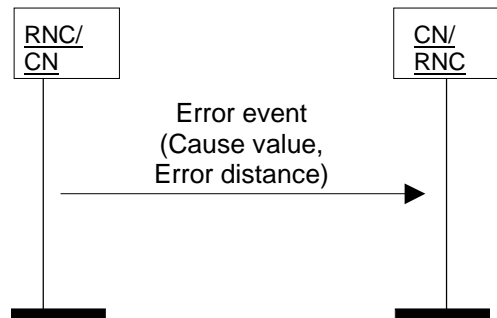 RNC/
CN
CN/
RNC
Error event
(Cause value,
Error distance)